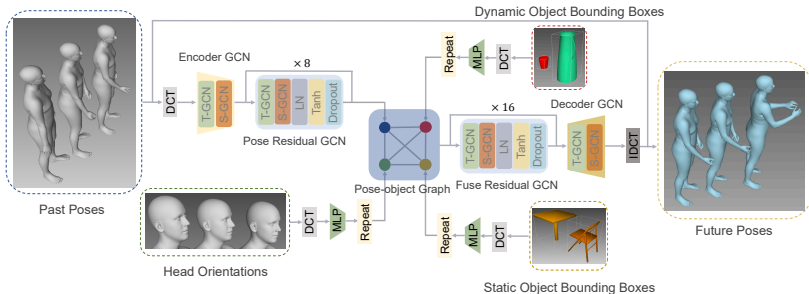 Dynamic Object Bounding Boxes
Encoder GCN
× 8
Repeat
MLP
DCT
DCT
T-GCN
S-GCN
T-GCN
S-GCN
LN
Tanh
Dropout
Pose Residual GCN
× 16
Decoder GCN
T-GCN
S-GCN
LN
Tanh
Dropout
T-GCN
S-GCN
IDCT
Pose-object Graph
Fuse Residual GCN
Past Poses
DCT
MLP
Repeat
Repeat
MLP
DCT
Future Poses
Head Orientations
Static Object Bounding Boxes